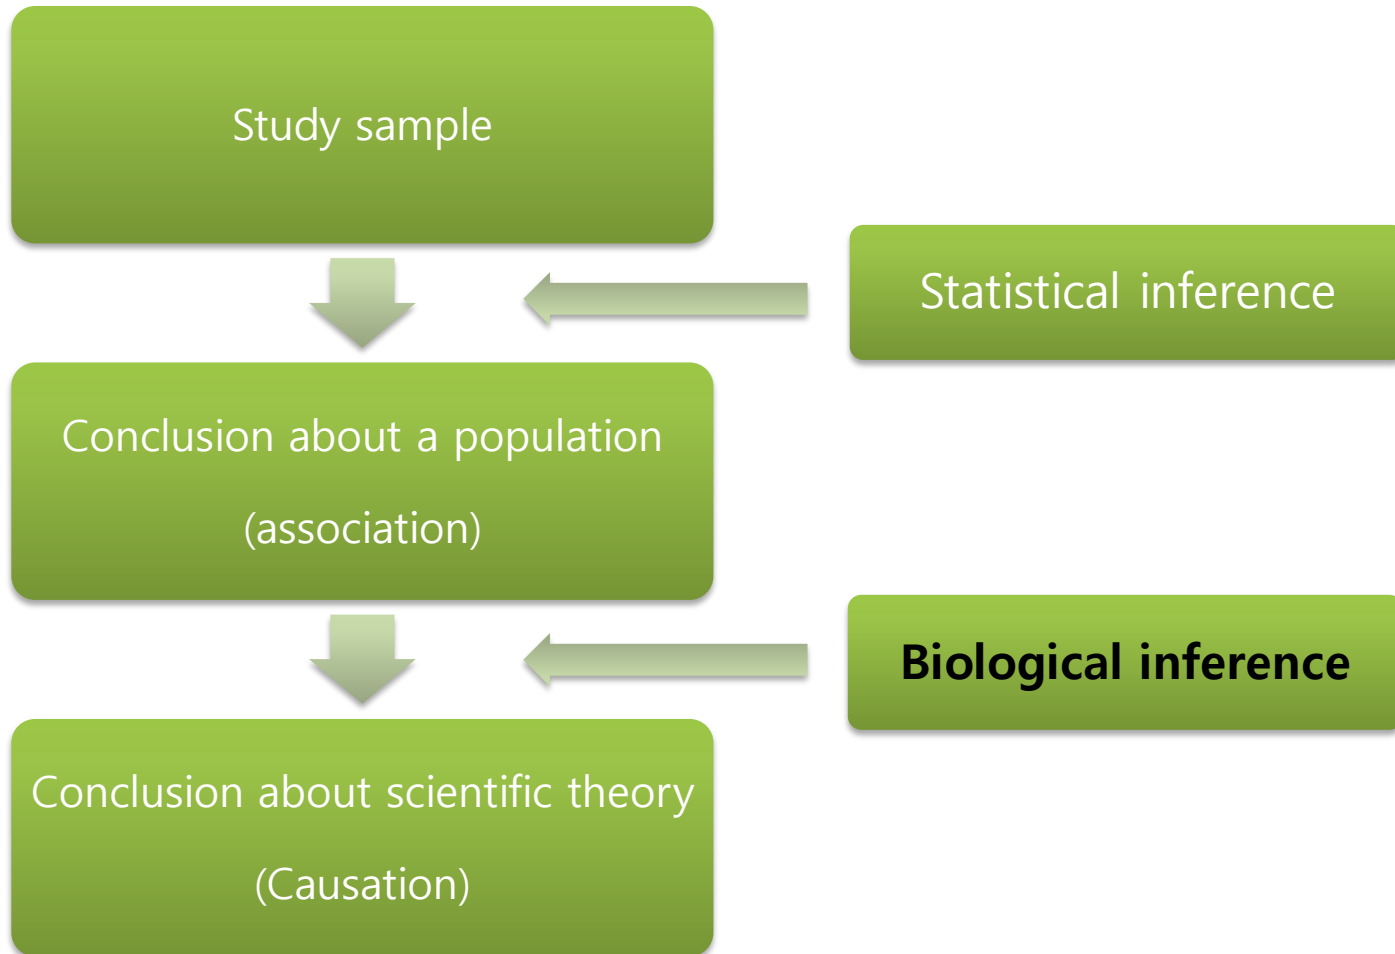 Study sample
Statistical inference
Conclusion about a population
(association)
Biological inference
Conclusion about scientific theory
(Causation)